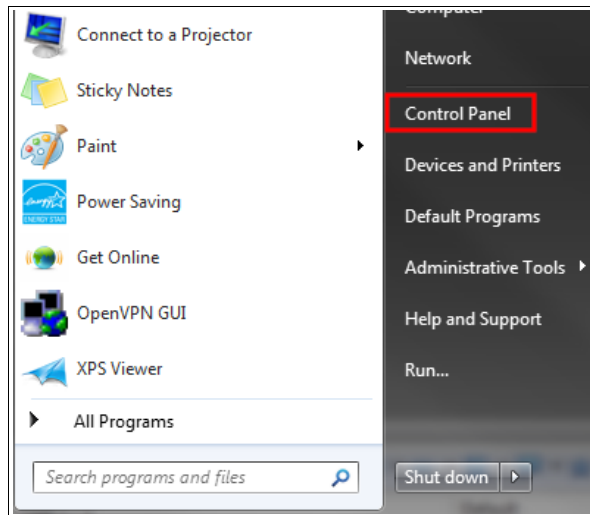 Connect to a Projector
Sticky Notes
Paint
Power Saving
Get Online
OpenVPN GUI
XPS Viewer
All Programs
Search programs and files
Computer
Network
Control Panel
Devices and Printers
Default Programs
Administrative Tools
Help and Support
Run...
Shut down